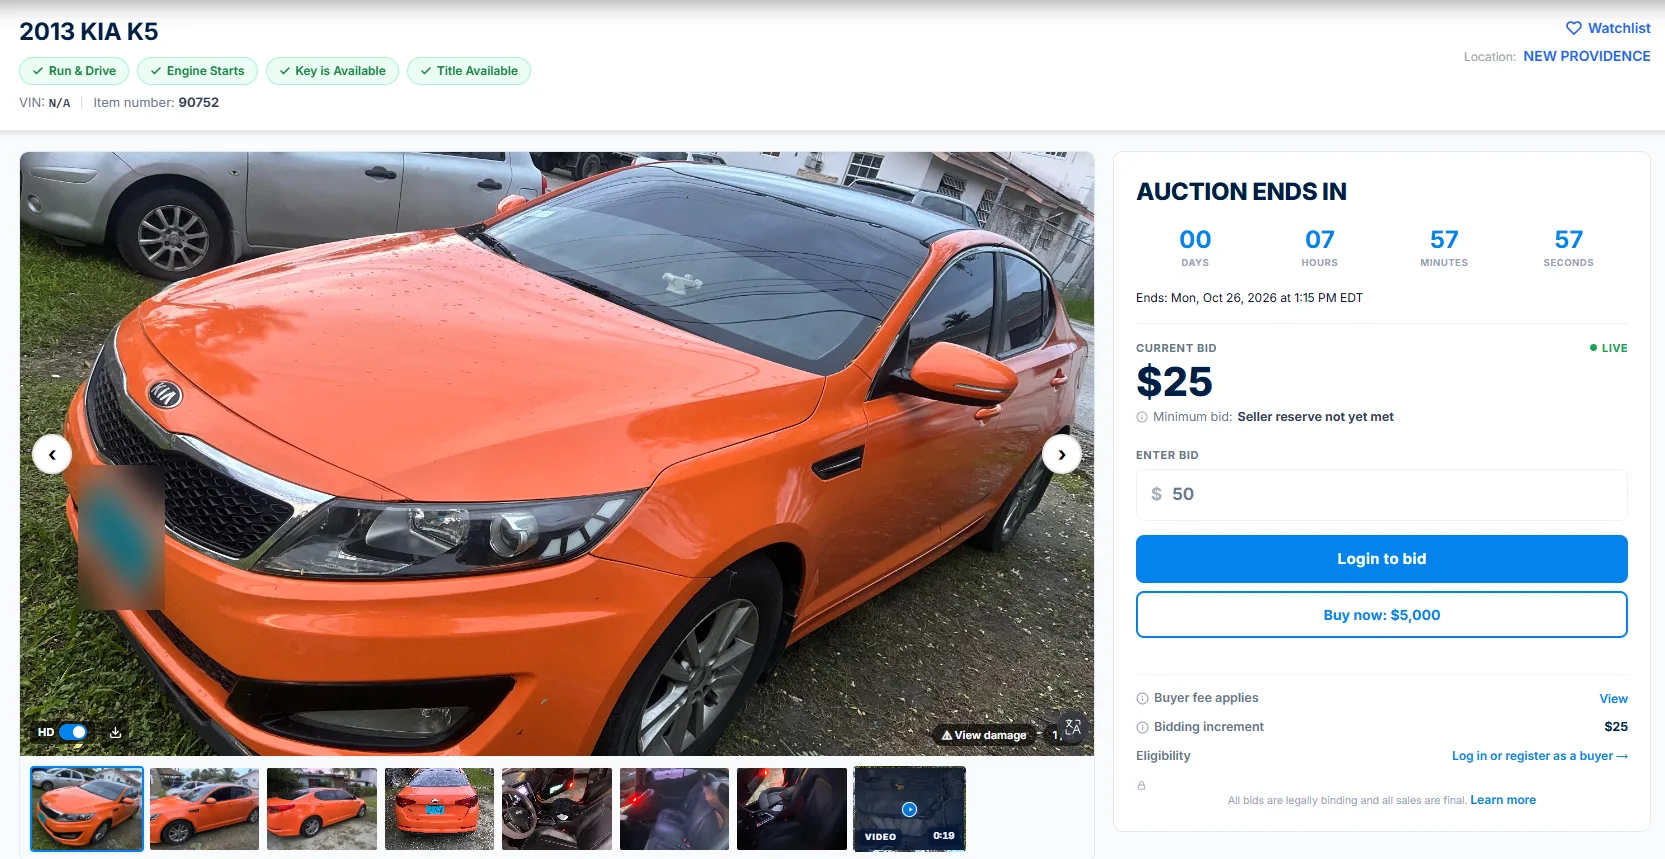 2013 KIA K5
Watchlist
Run & Drive
Engine Starts
Key is Available
Title Available
Location: NEW PROVIDENCE
VIN: N/A
Item number: 90752
KIA
HD
View damage
1
VIDEO
0:19
AUCTION ENDS IN
00 07 57 57
DAYS HOURS MINUTES SECONDS
Ends: Mon, Oct 26, 2026 at 1:15 PM EDT
CURRENT BID
LIVE
$25
Minimum bid: Seller reserve not yet met
ENTER BID
$ 50
Login to bid
Buy now: $5,000
Buyer fee applies
View
Bidding increment
$25
Eligibility
Log in or register as a buyer →
All bids are legally binding and all sales are final. Learn more